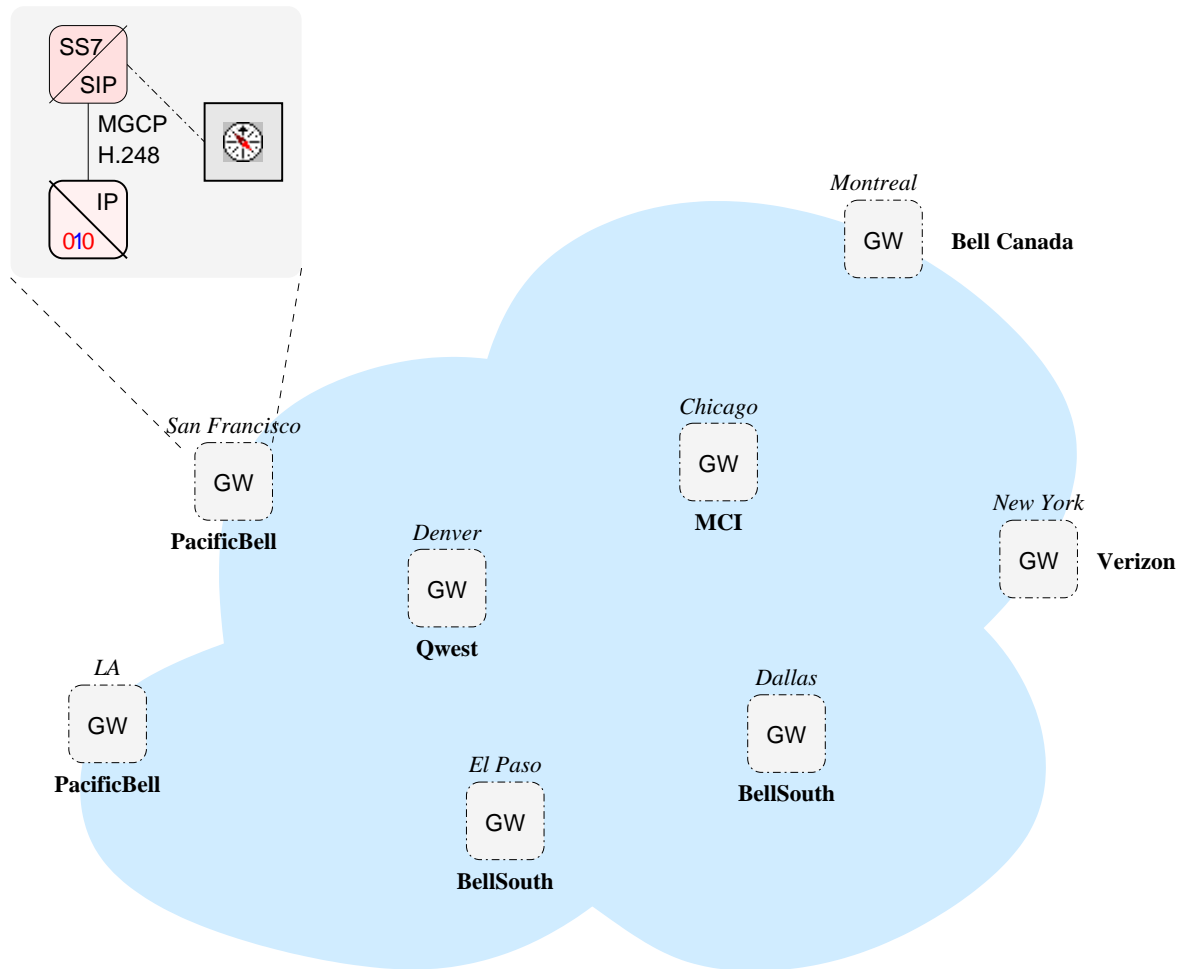 SS7
SIP
MGCP
H.248
IP
010
Montreal
GW
Bell Canada
San Francisco
GW
PacificBell
Chicago
GW
MCI
Denver
GW
Qwest
New York
GW
Verizon
LA
GW
PacificBell
Dallas
GW
BellSouth
El Paso
GW
BellSouth